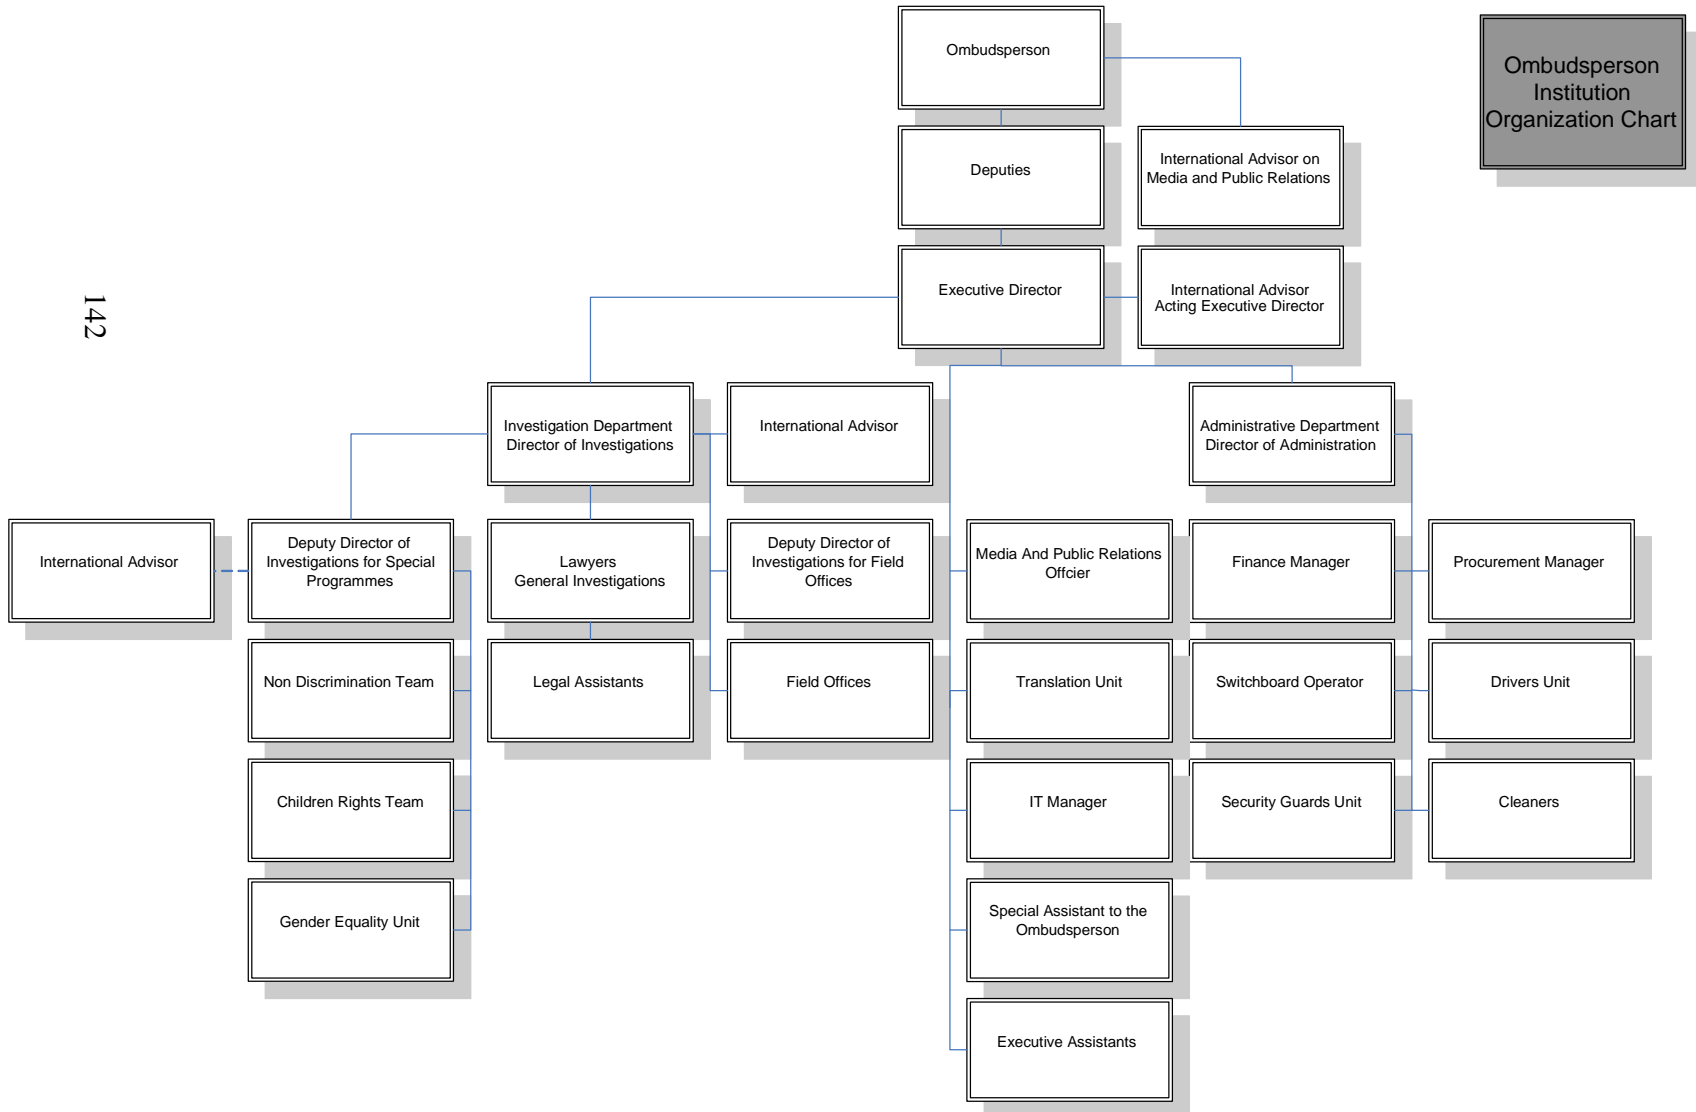 Ombudsperson
Ombudsperson
Institution
Organization Chart
Deputies
International Advisor on
Media and Public Relations
Executive Director
International Advisor
Acting Executive Director
142
Investigation Department
Director of Investigations
International Advisor
Administrative Department
Director of Administration
International Advisor
Deputy Director of
Investigations for Special
Programmes
Lawyers
General Investigations
Deputy Director of
Investigations for Field
Offices
Media And Public Relations
Offcier
Finance Manager
Procurement Manager
Non Discrimination Team
Legal Assistants
Field Offices
Translation Unit
Switchboard Operator
Drivers Unit
Children Rights Team
IT Manager
Security Guards Unit
Cleaners
Gender Equality Unit
Special Assistant to the
Ombudsperson
Executive Assistants